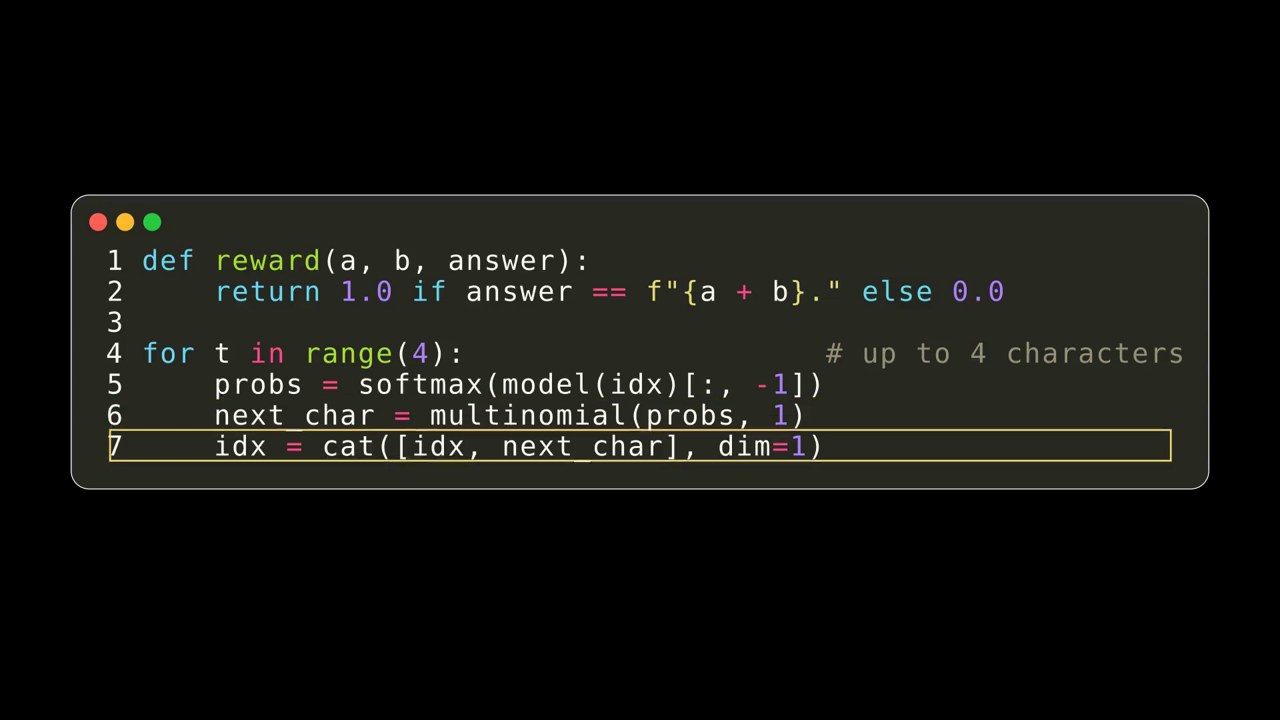 1 def reward(a, b, answer):
2     return 1.0 if answer == f"{a + b}." else 0.0
3
4 for t in range(4):                    # up to 4 characters
5     probs = softmax(model(idx)[:, -1])
6     next_char = multinomial(probs, 1)
7     idx = cat([idx, next_char], dim=1)